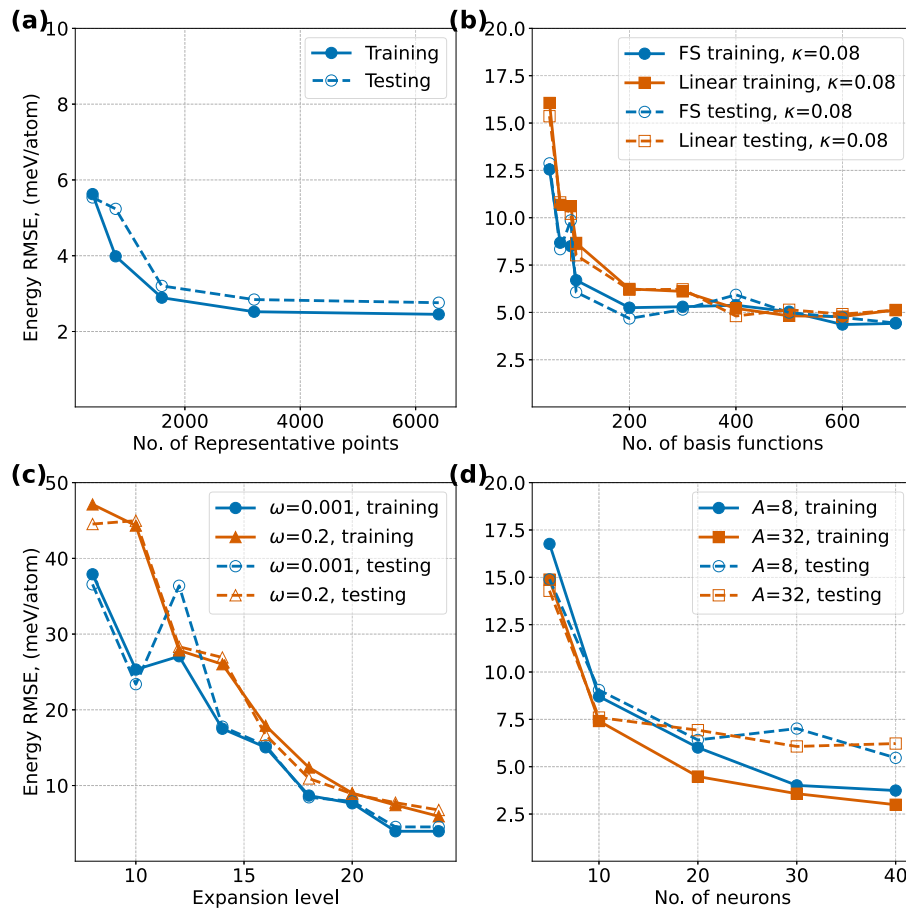 (a)
10
8
6
4
2
Energy RMSE, (meV/atom)
Training
Testing
2000 4000 6000
No. of Representative points
(b)
20.0
17.5
15.0
12.5
10.0
7.5
5.0
2.5
FS training, κ=0.08
Linear training, κ=0.08
FS testing, κ=0.08
Linear testing, κ=0.08
200 400 600
No. of basis functions
(c)
50
40
30
20
10
Energy RMSE, (meV/atom)
ω=0.001, training
ω=0.2, training
ω=0.001, testing
ω=0.2, testing
10 15 20
Expansion level
(d)
20.0
17.5
15.0
12.5
10.0
7.5
5.0
2.5
A=8, training
A=32, training
A=8, testing
A=32, testing
10 20 30 40
No. of neurons